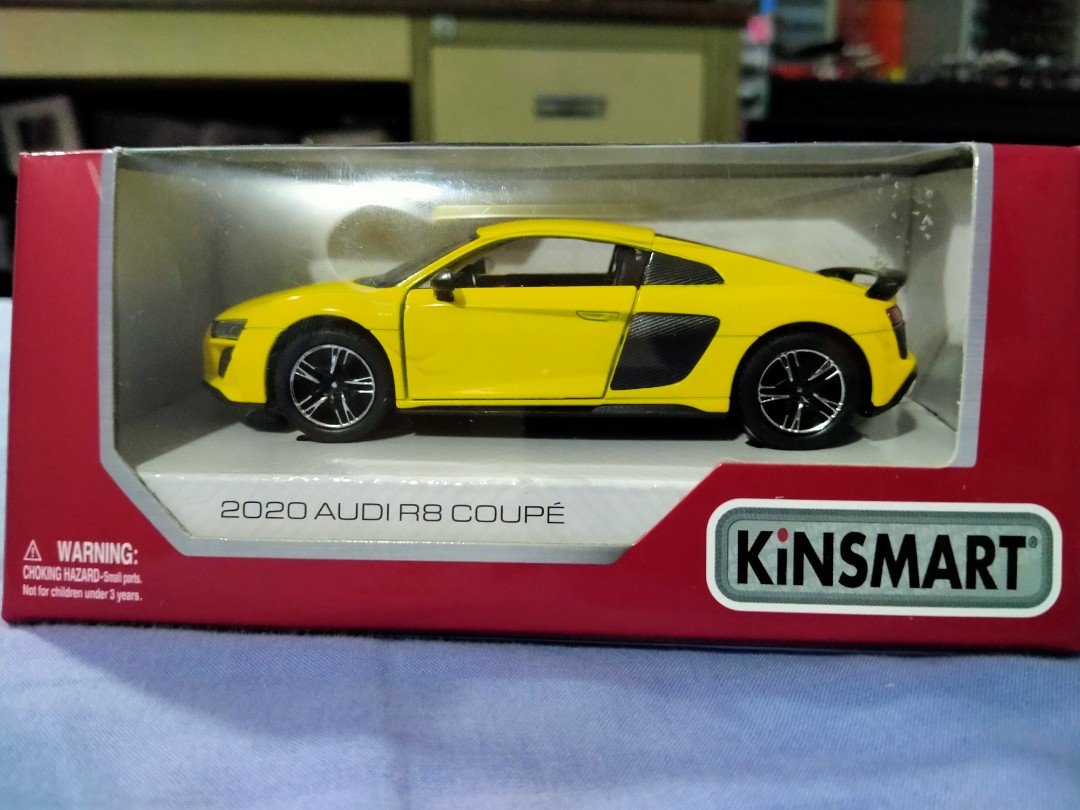 2020 AUDI R8 COUPÉ
⚠ WARNING:
CHOKING HAZARD-Small parts.
Not for children under 3 years.
KiNSMART®